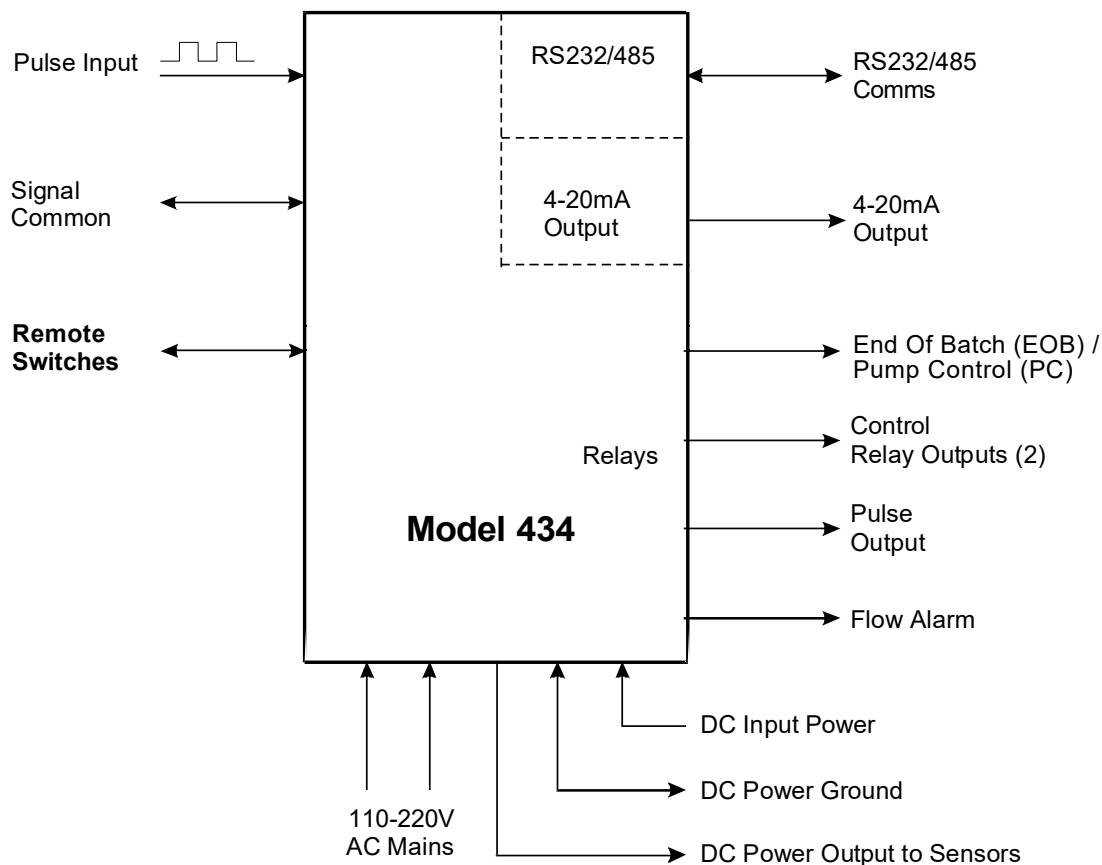 Pulse Input
RS232/485
RS232/485
Comms
Signal
Common
4-20mA
Output
4-20mA
Output
Remote
Switches
End Of Batch (EOB) /
Pump Control (PC)
Control
Relay Outputs (2)
Relays
Model 434
Pulse
Output
Flow Alarm
DC Input Power
DC Power Ground
110-220V
AC Mains
DC Power Output to Sensors